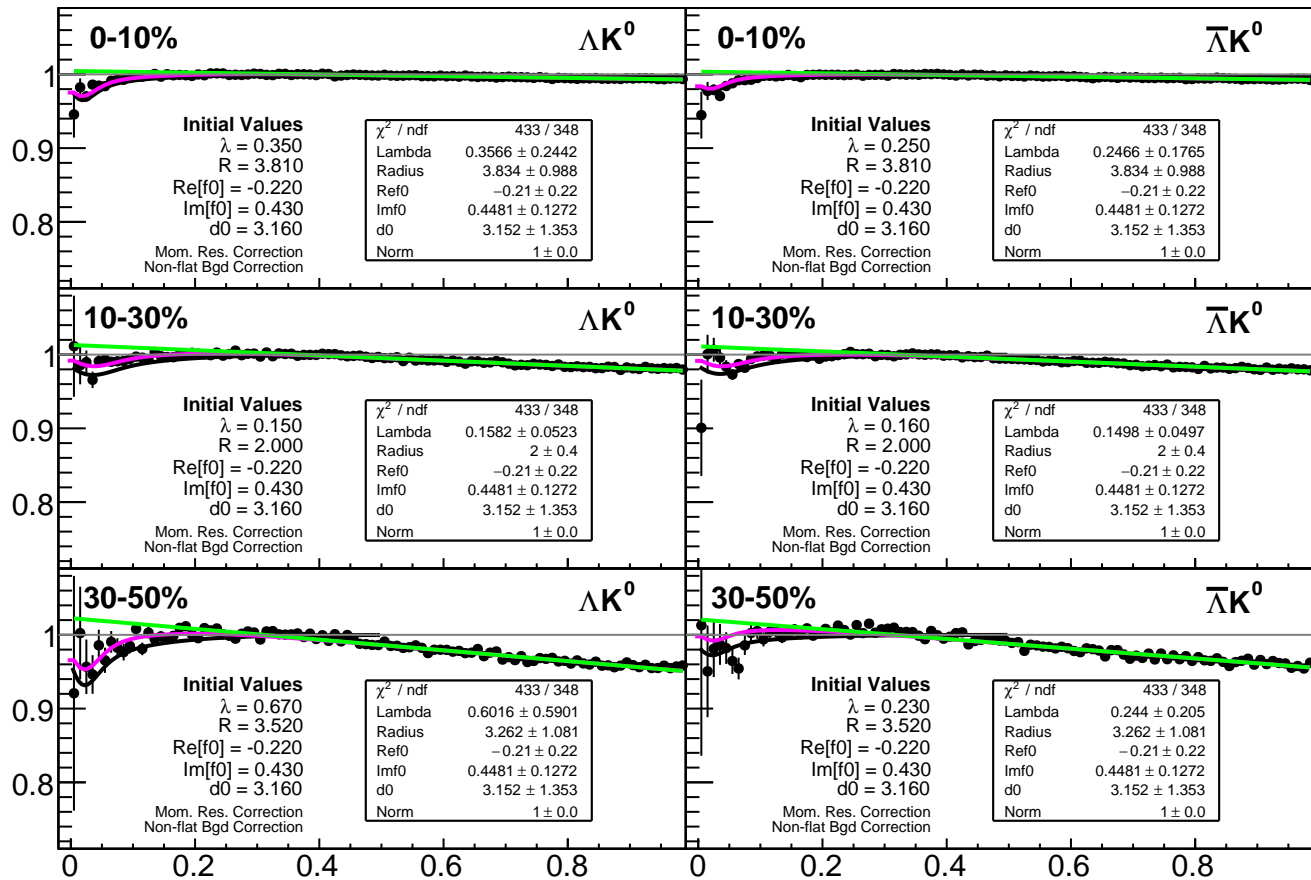 0-10% ΛK⁰
1
0.9
0.8
Initial Values
λ = 0.350
R = 3.810
Re[f0] = -0.220
Im[f0] = 0.430
d0 = 3.160
Mom. Res. Correction
Non-flat Bgd Correction
χ² / ndf 433 / 348
Lambda 0.3566 ± 0.2442
Radius 3.834 ± 0.988
Ref0 −0.21 ± 0.22
Imf0 0.4481 ± 0.1272
d0 3.152 ± 1.353
Norm 1 ± 0.0
0-10% Λ̅K⁰
Initial Values
λ = 0.250
R = 3.810
Re[f0] = -0.220
Im[f0] = 0.430
d0 = 3.160
Mom. Res. Correction
Non-flat Bgd Correction
χ² / ndf 433 / 348
Lambda 0.2466 ± 0.1765
Radius 3.834 ± 0.988
Ref0 −0.21 ± 0.22
Imf0 0.4481 ± 0.1272
d0 3.152 ± 1.353
Norm 1 ± 0.0
10-30% ΛK⁰
1
0.9
0.8
Initial Values
λ = 0.150
R = 2.000
Re[f0] = -0.220
Im[f0] = 0.430
d0 = 3.160
Mom. Res. Correction
Non-flat Bgd Correction
χ² / ndf 433 / 348
Lambda 0.1582 ± 0.0523
Radius 2 ± 0.4
Ref0 −0.21 ± 0.22
Imf0 0.4481 ± 0.1272
d0 3.152 ± 1.353
Norm 1 ± 0.0
10-30% Λ̅K⁰
Initial Values
λ = 0.160
R = 2.000
Re[f0] = -0.220
Im[f0] = 0.430
d0 = 3.160
Mom. Res. Correction
Non-flat Bgd Correction
χ² / ndf 433 / 348
Lambda 0.1498 ± 0.0497
Radius 2 ± 0.4
Ref0 −0.21 ± 0.22
Imf0 0.4481 ± 0.1272
d0 3.152 ± 1.353
Norm 1 ± 0.0
30-50% ΛK⁰
1
0.9
0.8
Initial Values
λ = 0.670
R = 3.520
Re[f0] = -0.220
Im[f0] = 0.430
d0 = 3.160
Mom. Res. Correction
Non-flat Bgd Correction
χ² / ndf 433 / 348
Lambda 0.6016 ± 0.5901
Radius 3.262 ± 1.081
Ref0 −0.21 ± 0.22
Imf0 0.4481 ± 0.1272
d0 3.152 ± 1.353
Norm 1 ± 0.0
30-50% Λ̅K⁰
Initial Values
λ = 0.230
R = 3.520
Re[f0] = -0.220
Im[f0] = 0.430
d0 = 3.160
Mom. Res. Correction
Non-flat Bgd Correction
χ² / ndf 433 / 348
Lambda 0.244 ± 0.205
Radius 3.262 ± 1.081
Ref0 −0.21 ± 0.22
Imf0 0.4481 ± 0.1272
d0 3.152 ± 1.353
Norm 1 ± 0.0
0 0.2 0.4 0.6 0.8 0 0.2 0.4 0.6 0.8